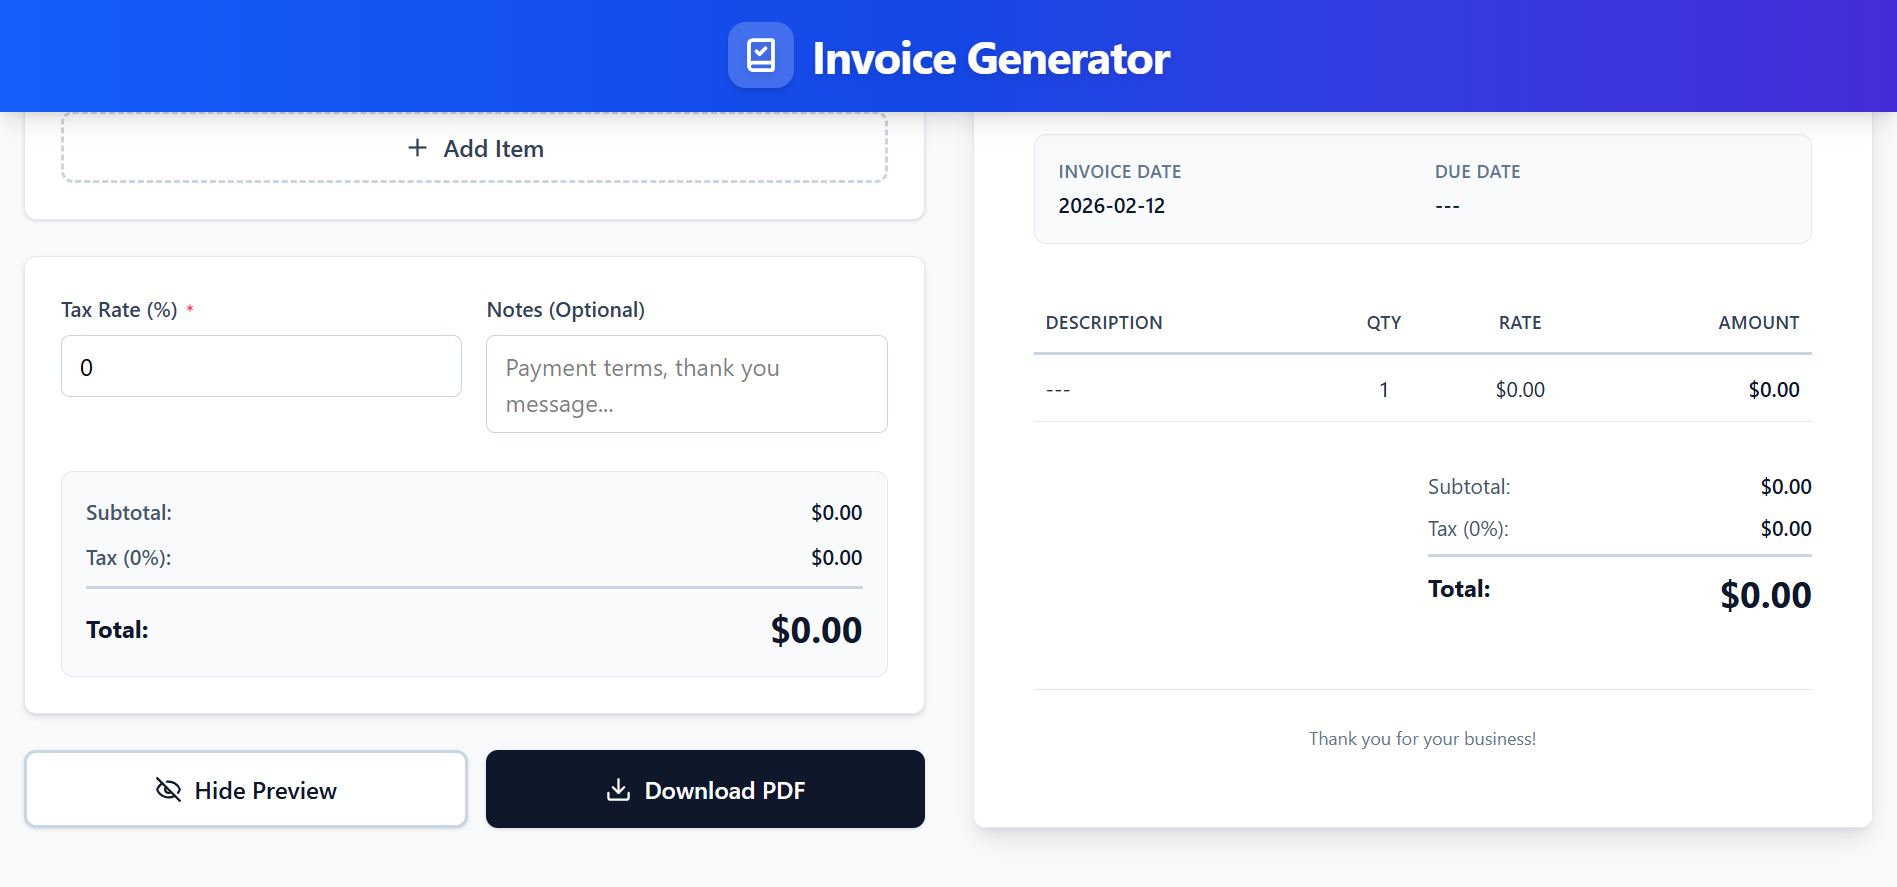 Invoice Generator
Add Item
Tax Rate (%) *
0
Notes (Optional)
Payment terms, thank you
message...
Subtotal: $0.00
Tax (0%): $0.00
Total: $0.00
Hide Preview
Download PDF
INVOICE DATE DUE DATE
2026-02-12 ---
DESCRIPTION QTY RATE AMOUNT
--- 1 $0.00 $0.00
Subtotal: $0.00
Tax (0%): $0.00
Total: $0.00
Thank you for your business!